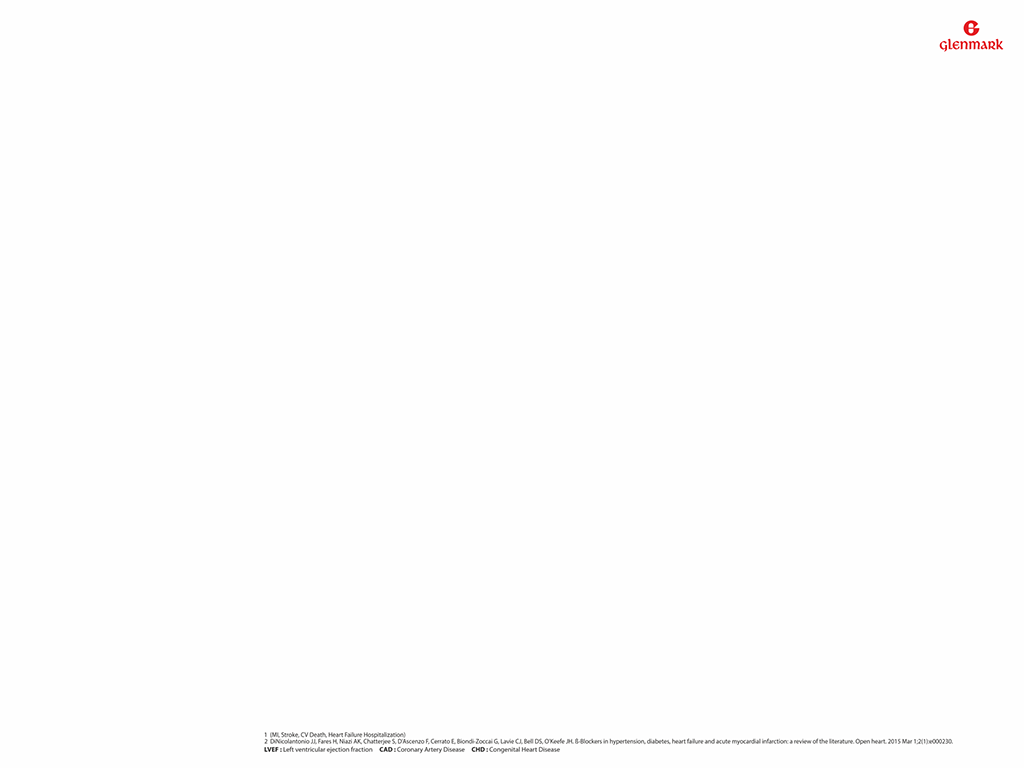 Glenmark
1 (MI, Stroke, CV Death, Heart Failure Hospitalization)
2 DiNicolantonio JJ, Fares H, Niazi AK, Chatterjee S, D'Ascenzo F, Cerrato E, Biondi-Zoccai G, Lavie CJ, Bell DS, O'Keefe JH. ß-Blockers in hypertension, diabetes, heart failure and acute myocardial infarction: a review of the literature. Open heart. 2015 Mar 1;2(1):e000230.
LVEF : Left ventricular ejection fraction CAD : Coronary Artery Disease CHD : Congenital Heart Disease